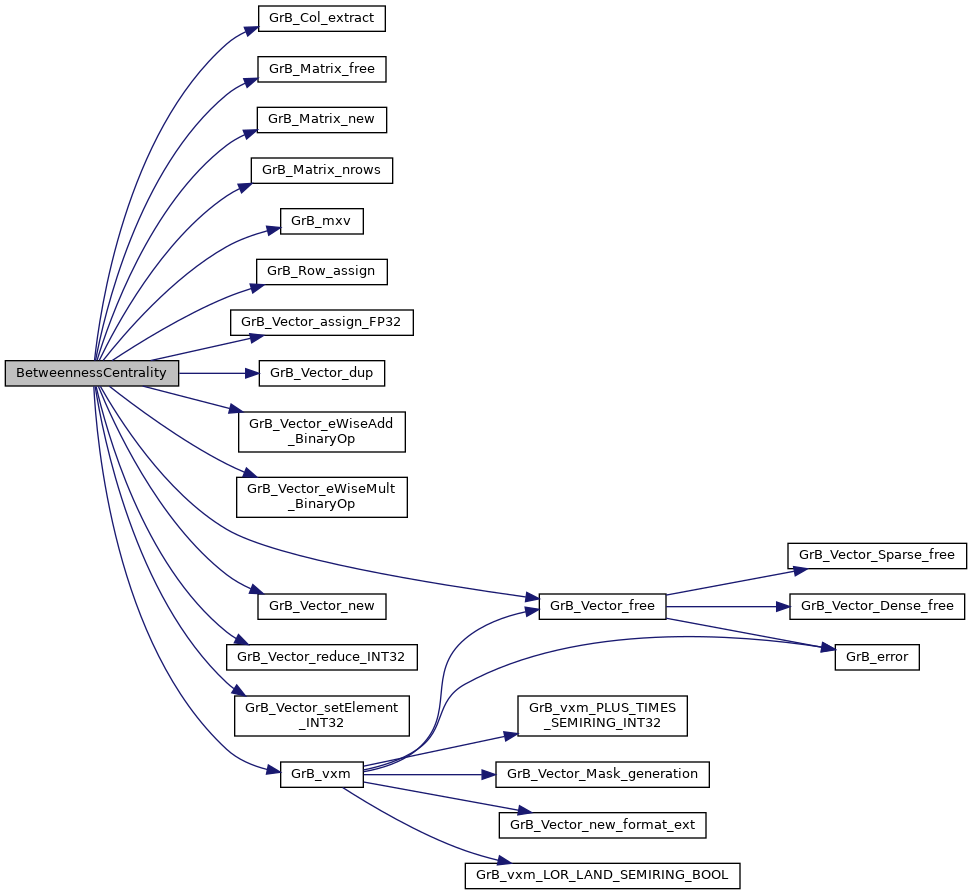 GrB_Col_extract
GrB_Matrix_free
GrB_Matrix_new
GrB_Matrix_nrows
GrB_mxv
GrB_Row_assign
GrB_Vector_assign_FP32
BetweennessCentrality
GrB_Vector_dup
GrB_Vector_eWiseAdd
_BinaryOp
GrB_Vector_eWiseMult
_BinaryOp
GrB_Vector_Sparse_free
GrB_Vector_new
GrB_Vector_free
GrB_Vector_Dense_free
GrB_Vector_reduce_INT32
GrB_error
GrB_Vector_setElement
_INT32
GrB_vxm_PLUS_TIMES
_SEMIRING_INT32
GrB_vxm
GrB_Vector_Mask_generation
GrB_Vector_new_format_ext
GrB_vxm_LOR_LAND_SEMIRING_BOOL